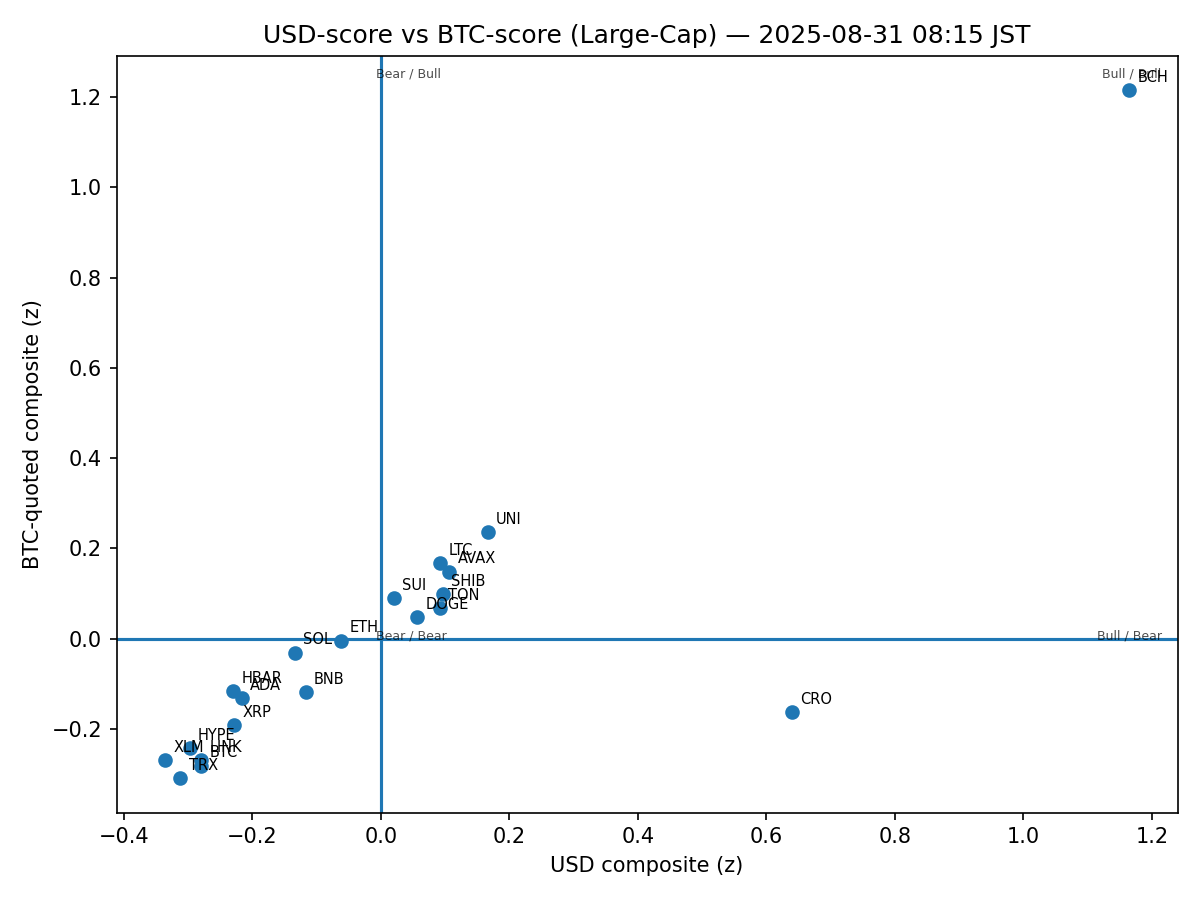 USD-score vs BTC-score (Large-Cap) — 2025-08-31 08:15 JST
Bear / Bull
Bull / Bull
BCH
1.2
1.0
0.8
0.6
0.4
0.2
0.0
−0.2
BTC-quoted composite (z)
UNI
LTC
AVAX
SHIB
SUI
TON
DOGE
ETH
Bear / Bear
Bull / Bear
SOL
HBAR
BNB
ADA
CRO
XRP
HYPE
XLM
LINK
BTC
TRX
−0.4
−0.2
0.0
0.2
0.4
0.6
0.8
1.0
1.2
USD composite (z)